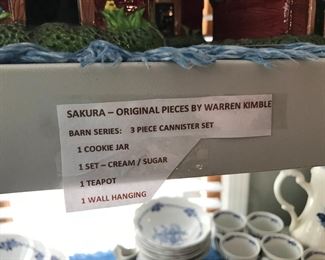 SAKURA – ORIGINAL PIECES BY WARREN KIMBLE
BARN SERIES: 3 PIECE CANNISTER SET
1 COOKIE JAR
1 SET – CREAM / SUGAR
1 TEAPOT
1 WALL HANGING